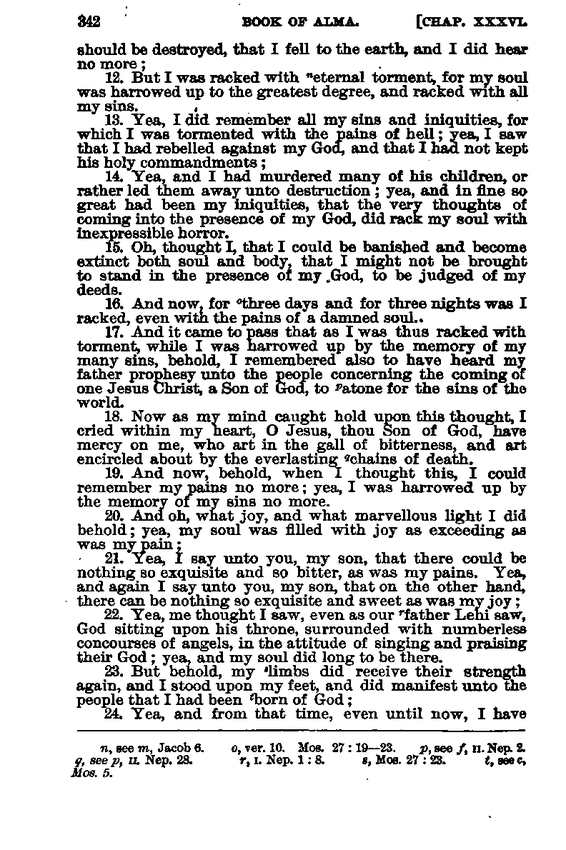 342 BOOK OF ALMA. [CHAP. XXXVI.
should be destroyed, that I fell to the earth, and I did hear
no more;
12. But I was racked with ⁿeternal torment, for my soul
was harrowed up to the greatest degree, and racked with all
my sins.
13. Yea, I did remember all my sins and iniquities, for
which I was tormented with the pains of hell; yea, I saw
that I had rebelled against my God, and that I had not kept
his holy commandments;
14. Yea, and I had murdered many of his children, or
rather led them away unto destruction; yea, and in fine so
great had been my iniquities, that the very thoughts of
coming into the presence of my God, did rack my soul with
inexpressible horror.
15. Oh, thought I, that I could be banished and become
extinct both soul and body, that I might not be brought
to stand in the presence of my God, to be judged of my
deeds.
16. And now, for ᵒthree days and for three nights was I
racked, even with the pains of a damned soul.
17. And it came to pass that as I was thus racked with
torment, while I was harrowed up by the memory of my
many sins, behold, I remembered also to have heard my
father prophesy unto the people concerning the coming of
one Jesus Christ, a Son of God, to ᵖatone for the sins of the
world.
18. Now as my mind caught hold upon this thought, I
cried within my heart, O Jesus, thou Son of God, have
mercy on me, who art in the gall of bitterness, and art
encircled about by the everlasting qchains of death.
19. And now, behold, when I thought this, I could
remember my pains no more; yea, I was harrowed up by
the memory of my sins no more.
20. And oh, what joy, and what marvellous light I did
behold; yea, my soul was filled with joy as exceeding as
was my pain;
21. Yea, I say unto you, my son, that there could be
nothing so exquisite and so bitter, as was my pains. Yea,
and again I say unto you, my son, that on the other hand,
there can be nothing so exquisite and sweet as was my joy;
22. Yea, me thought I saw, even as our ʳfather Lehi saw,
God sitting upon his throne, surrounded with numberless
concourses of angels, in the attitude of singing and praising
their God; yea, and my soul did long to be there.
23. But behold, my ˢlimbs did receive their strength
again, and I stood upon my feet, and did manifest unto the
people that I had been ᵗborn of God;
24. Yea, and from that time, even until now, I have
n, see m, Jacob 6. o, ver. 10. Mos. 27:19—23. p, see f, II. Nep. 2.
q, see p, II. Nep. 28. r, I. Nep. 1:8. s, Mos. 27:23. t, see c,
Mos. 5.